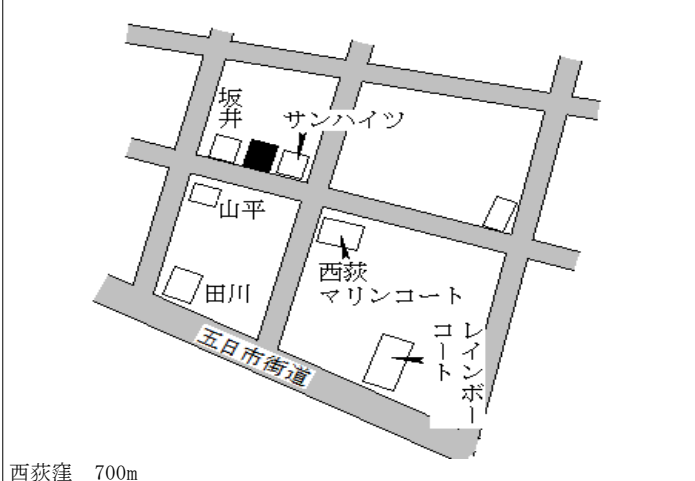 坂井
サンハイツ
山平
田川
西荻
マリンコート
レインボー
コート
五日市街道
西荻窪　700m